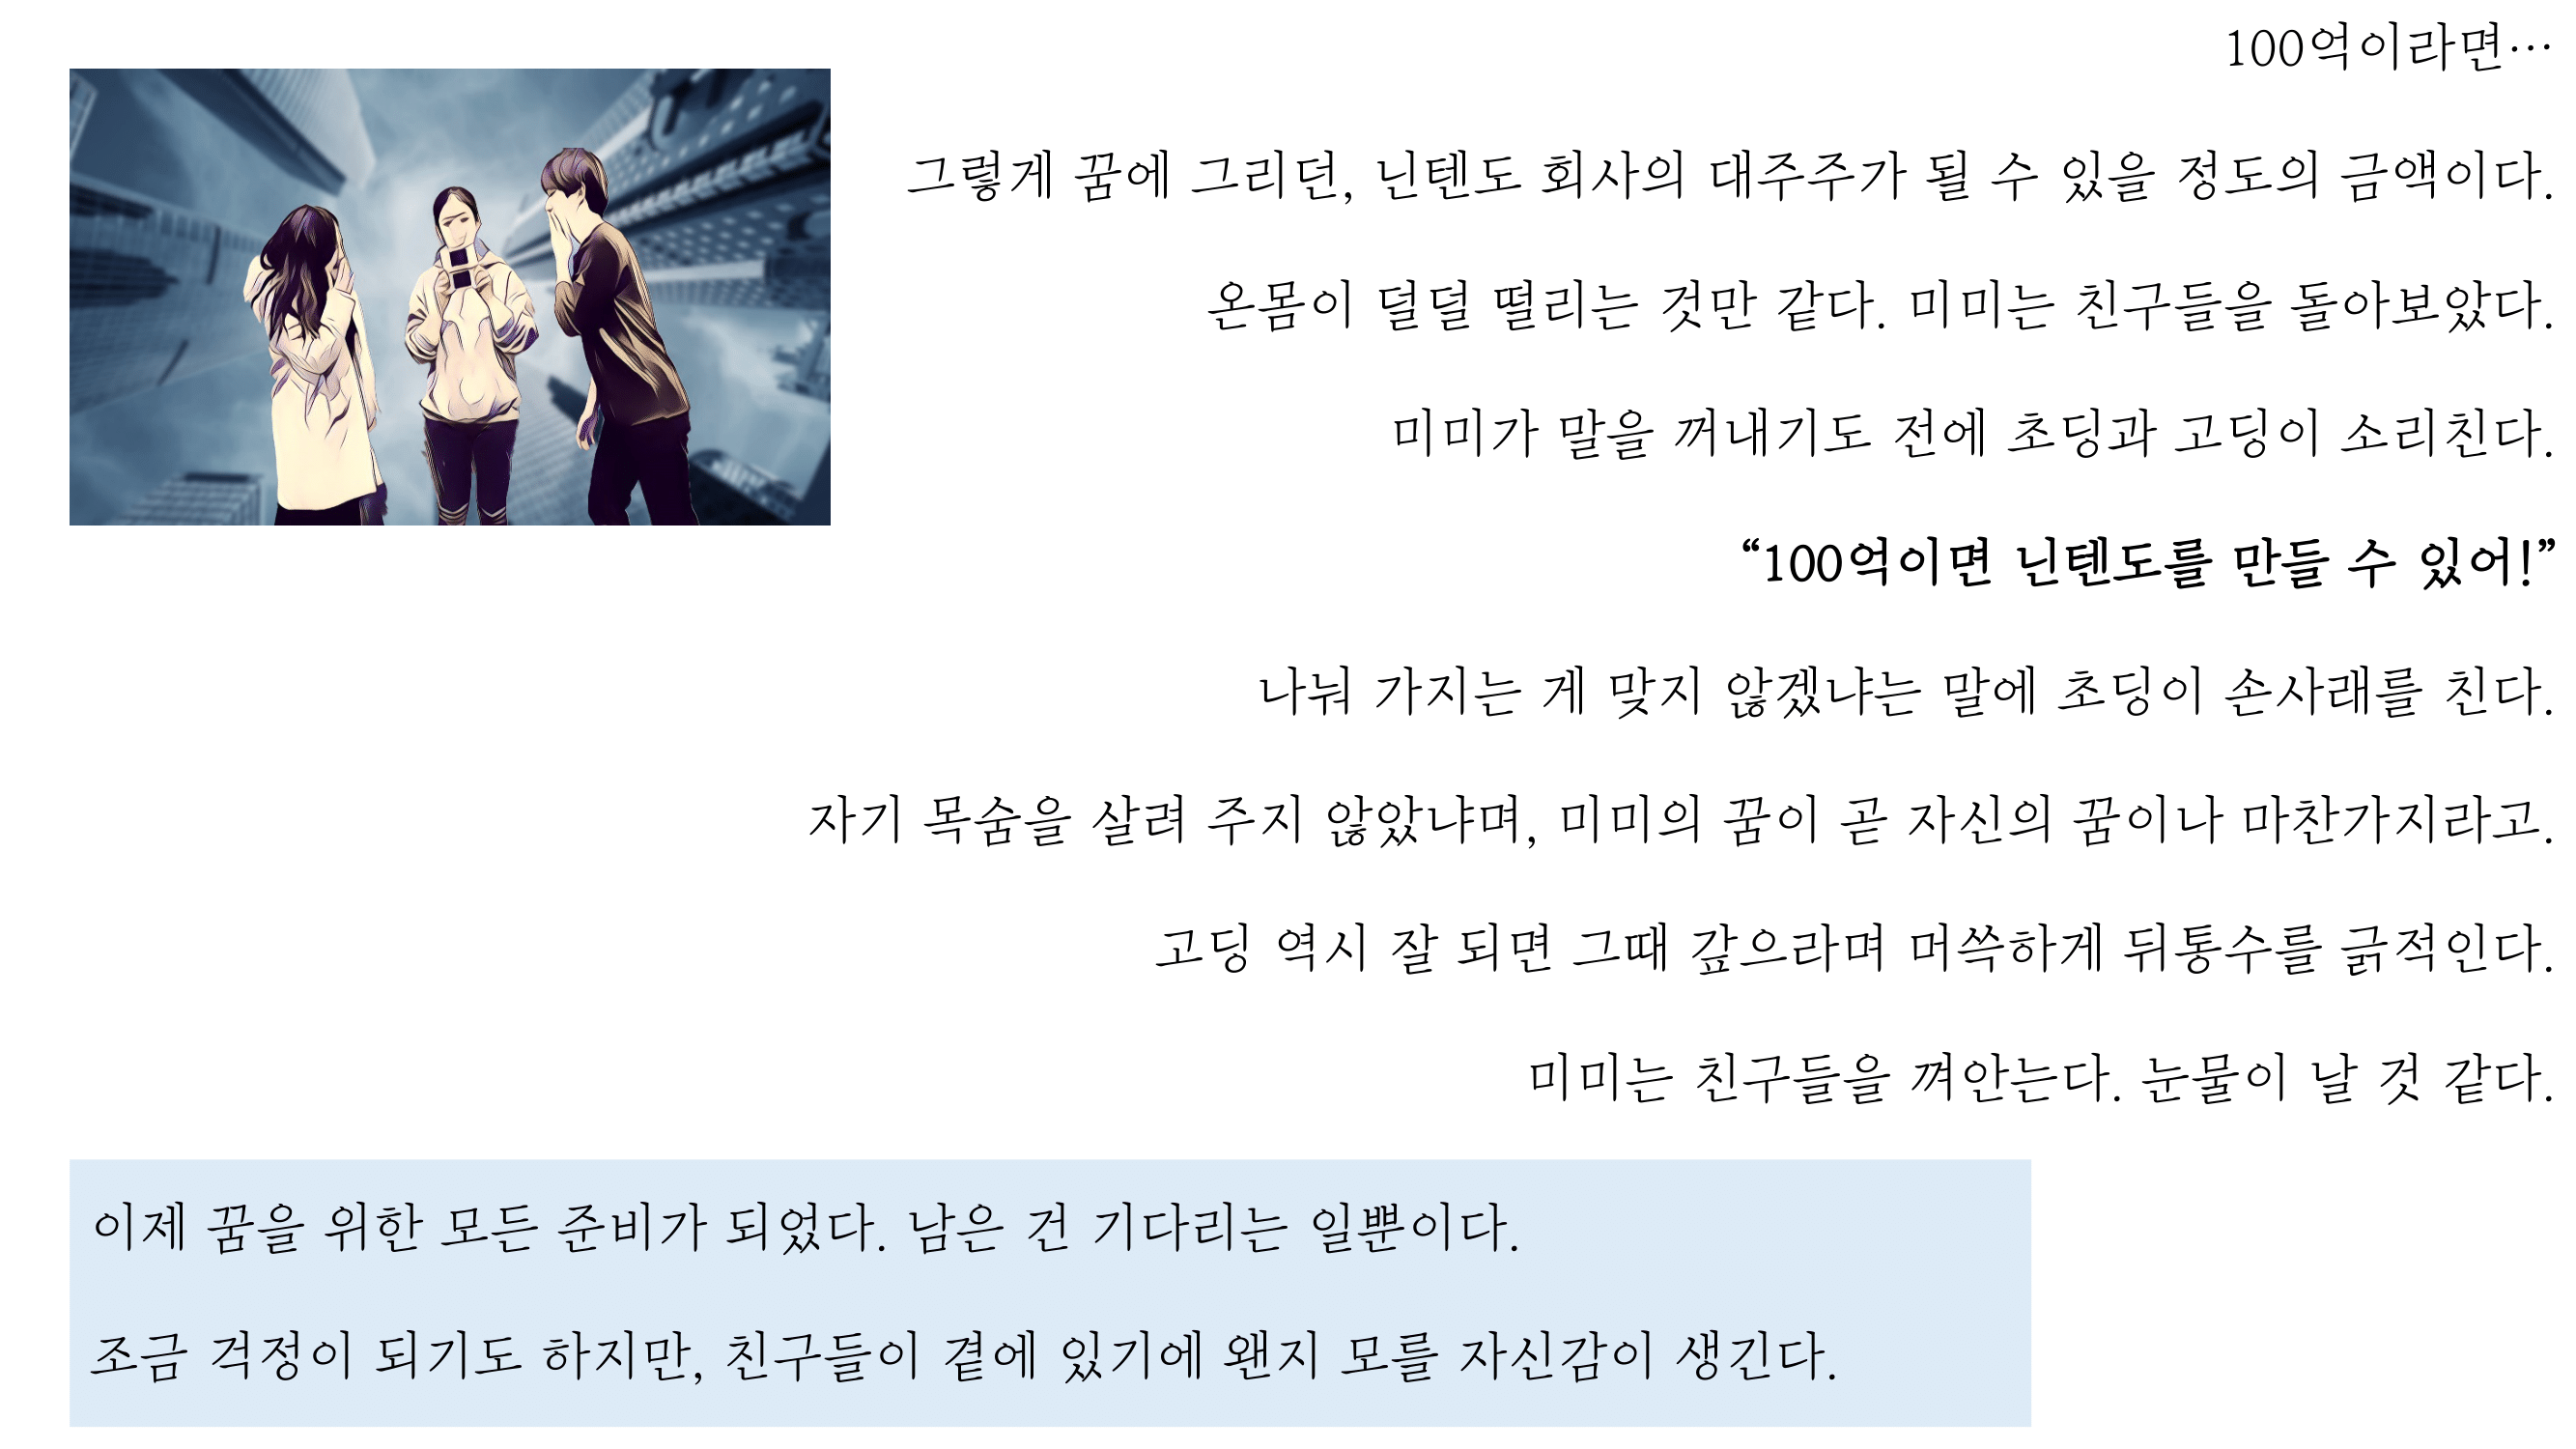 100억이라면…
그렇게 꿈에 그리던, 닌텐도 회사의 대주주가 될 수 있을 정도의 금액이다.
온몸이 덜덜 떨리는 것만 같다. 미미는 친구들을 돌아보았다.
미미가 말을 꺼내기도 전에 초딩과 고딩이 소리친다.
“100억이면 닌텐도를 만들 수 있어!”
나눠 가지는 게 맞지 않겠냐는 말에 초딩이 손사래를 친다.
자기 목숨을 살려 주지 않았냐며, 미미의 꿈이 곧 자신의 꿈이나 마찬가지라고.
고딩 역시 잘 되면 그때 갚으라며 머쓱하게 뒤통수를 긁적인다.
미미는 친구들을 껴안는다. 눈물이 날 것 같다.
이제 꿈을 위한 모든 준비가 되었다. 남은 건 기다리는 일뿐이다.
조금 걱정이 되기도 하지만, 친구들이 곁에 있기에 왠지 모를 자신감이 생긴다.